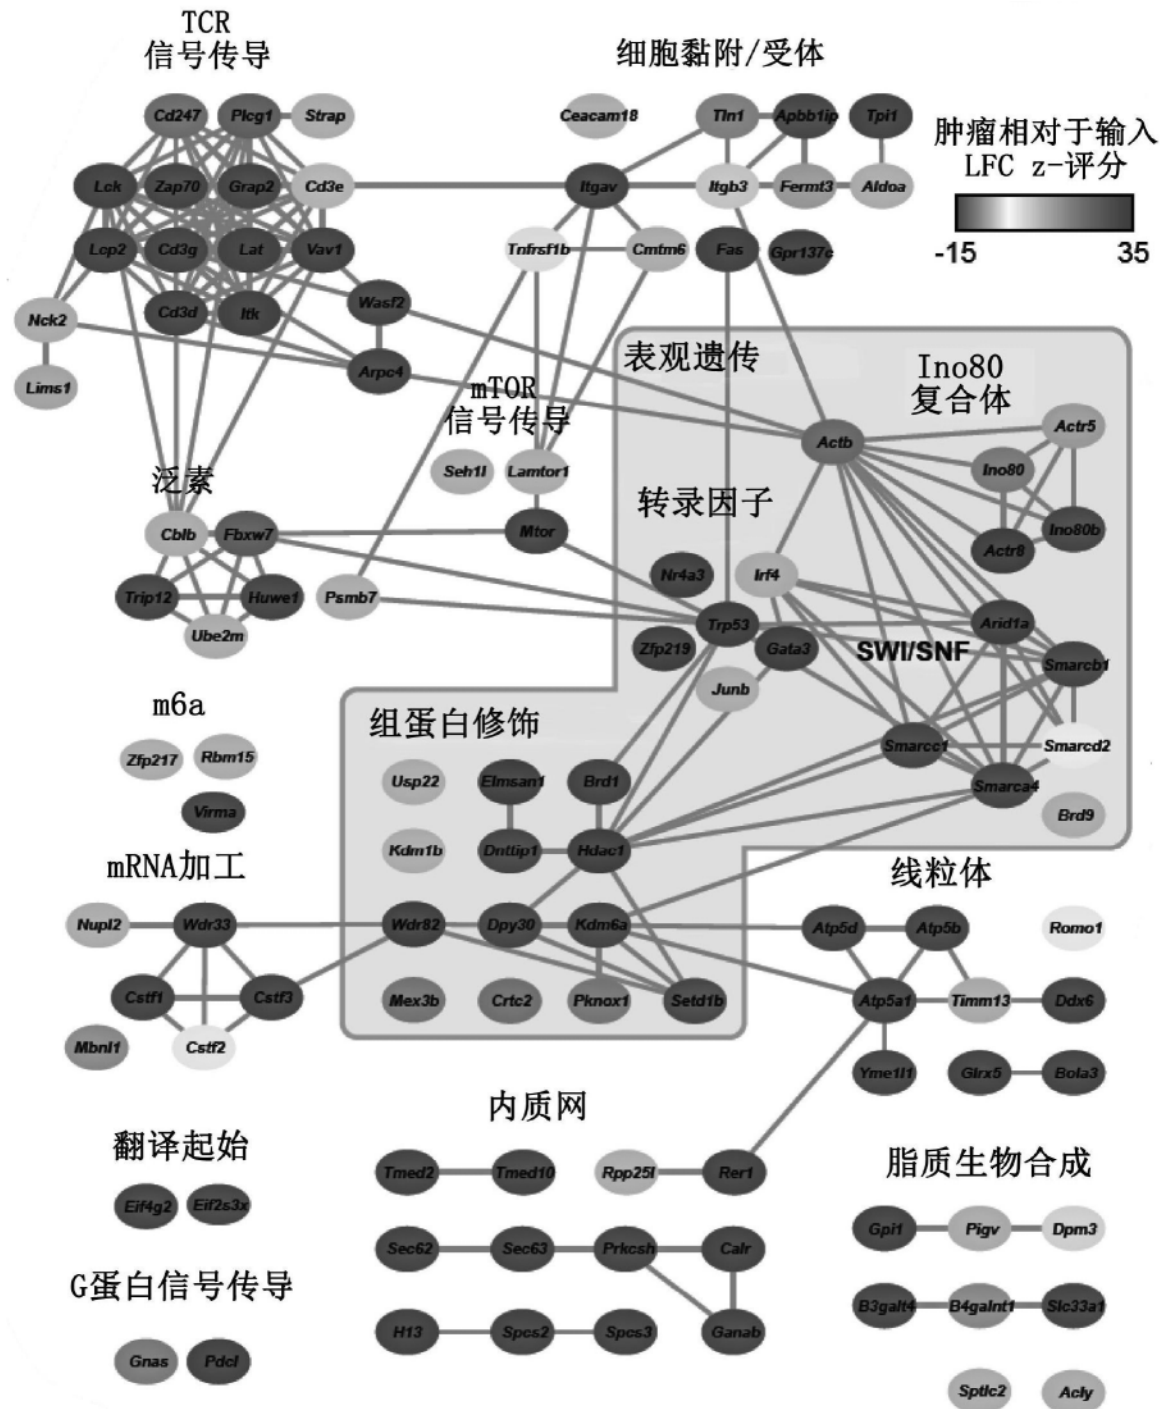 TCR
信号传导
Cd247
Plcg1
Strap
Lck
Zap70
Grap2
Cd3e
Lcp2
Cd3g
Lat
Vav1
Cd3d
Itk
Wasf2
Nck2
Arpc4
Lims1
细胞黏附/受体
Ceacam18
Tln1
Apbb1ip
Tpi1
Itgav
Itgb3
Fermt3
Aldoa
Tnfrsf1b
Cmtm6
Fas
Gpr137c
肿瘤相对于输入
LFC z-评分
-15
35
mTOR
信号传导
Seh1l
Lamtor1
Mtor
泛素
Cblb
Fbxw7
Trip12
Huwe1
Ube2m
Psmb7
表观遗传
Ino80
复合体
Actb
Actr5
Ino80
Ino80b
Actr8
转录因子
Nr4a3
Irf4
Trp53
Zfp219
Gata3
Junb
Arid1a
SWI/SNF
Smarcb1
Smarcc1
Smarcd2
Smarca4
Brd9
m6a
Zfp217
Rbm15
Virma
组蛋白修饰
Usp22
Elmsan1
Brd1
Kdm1b
Dnttip1
Hdac1
Wdr82
Dpy30
Kdm6a
Mex3b
Crtc2
Pknox1
Setd1b
mRNA加工
Nupl2
Wdr33
Cstf1
Cstf3
Mbnl1
Cstf2
线粒体
Atp5d
Atp5b
Romo1
Atp5a1
Timm13
Ddx6
Yme1l1
Glrx5
Bola3
翻译起始
Eif4g2
Eif2s3x
内质网
Tmed2
Tmed10
Rpp25l
Rer1
Sec62
Sec63
Prkcsh
Calr
H13
Spcs2
Spcs3
Ganab
脂质生物合成
Gpi1
Pigv
Dpm3
B3galt4
B4galnt1
Slc33a1
Sptlc2
Acly
G蛋白信号传导
Gnas
Pdcl